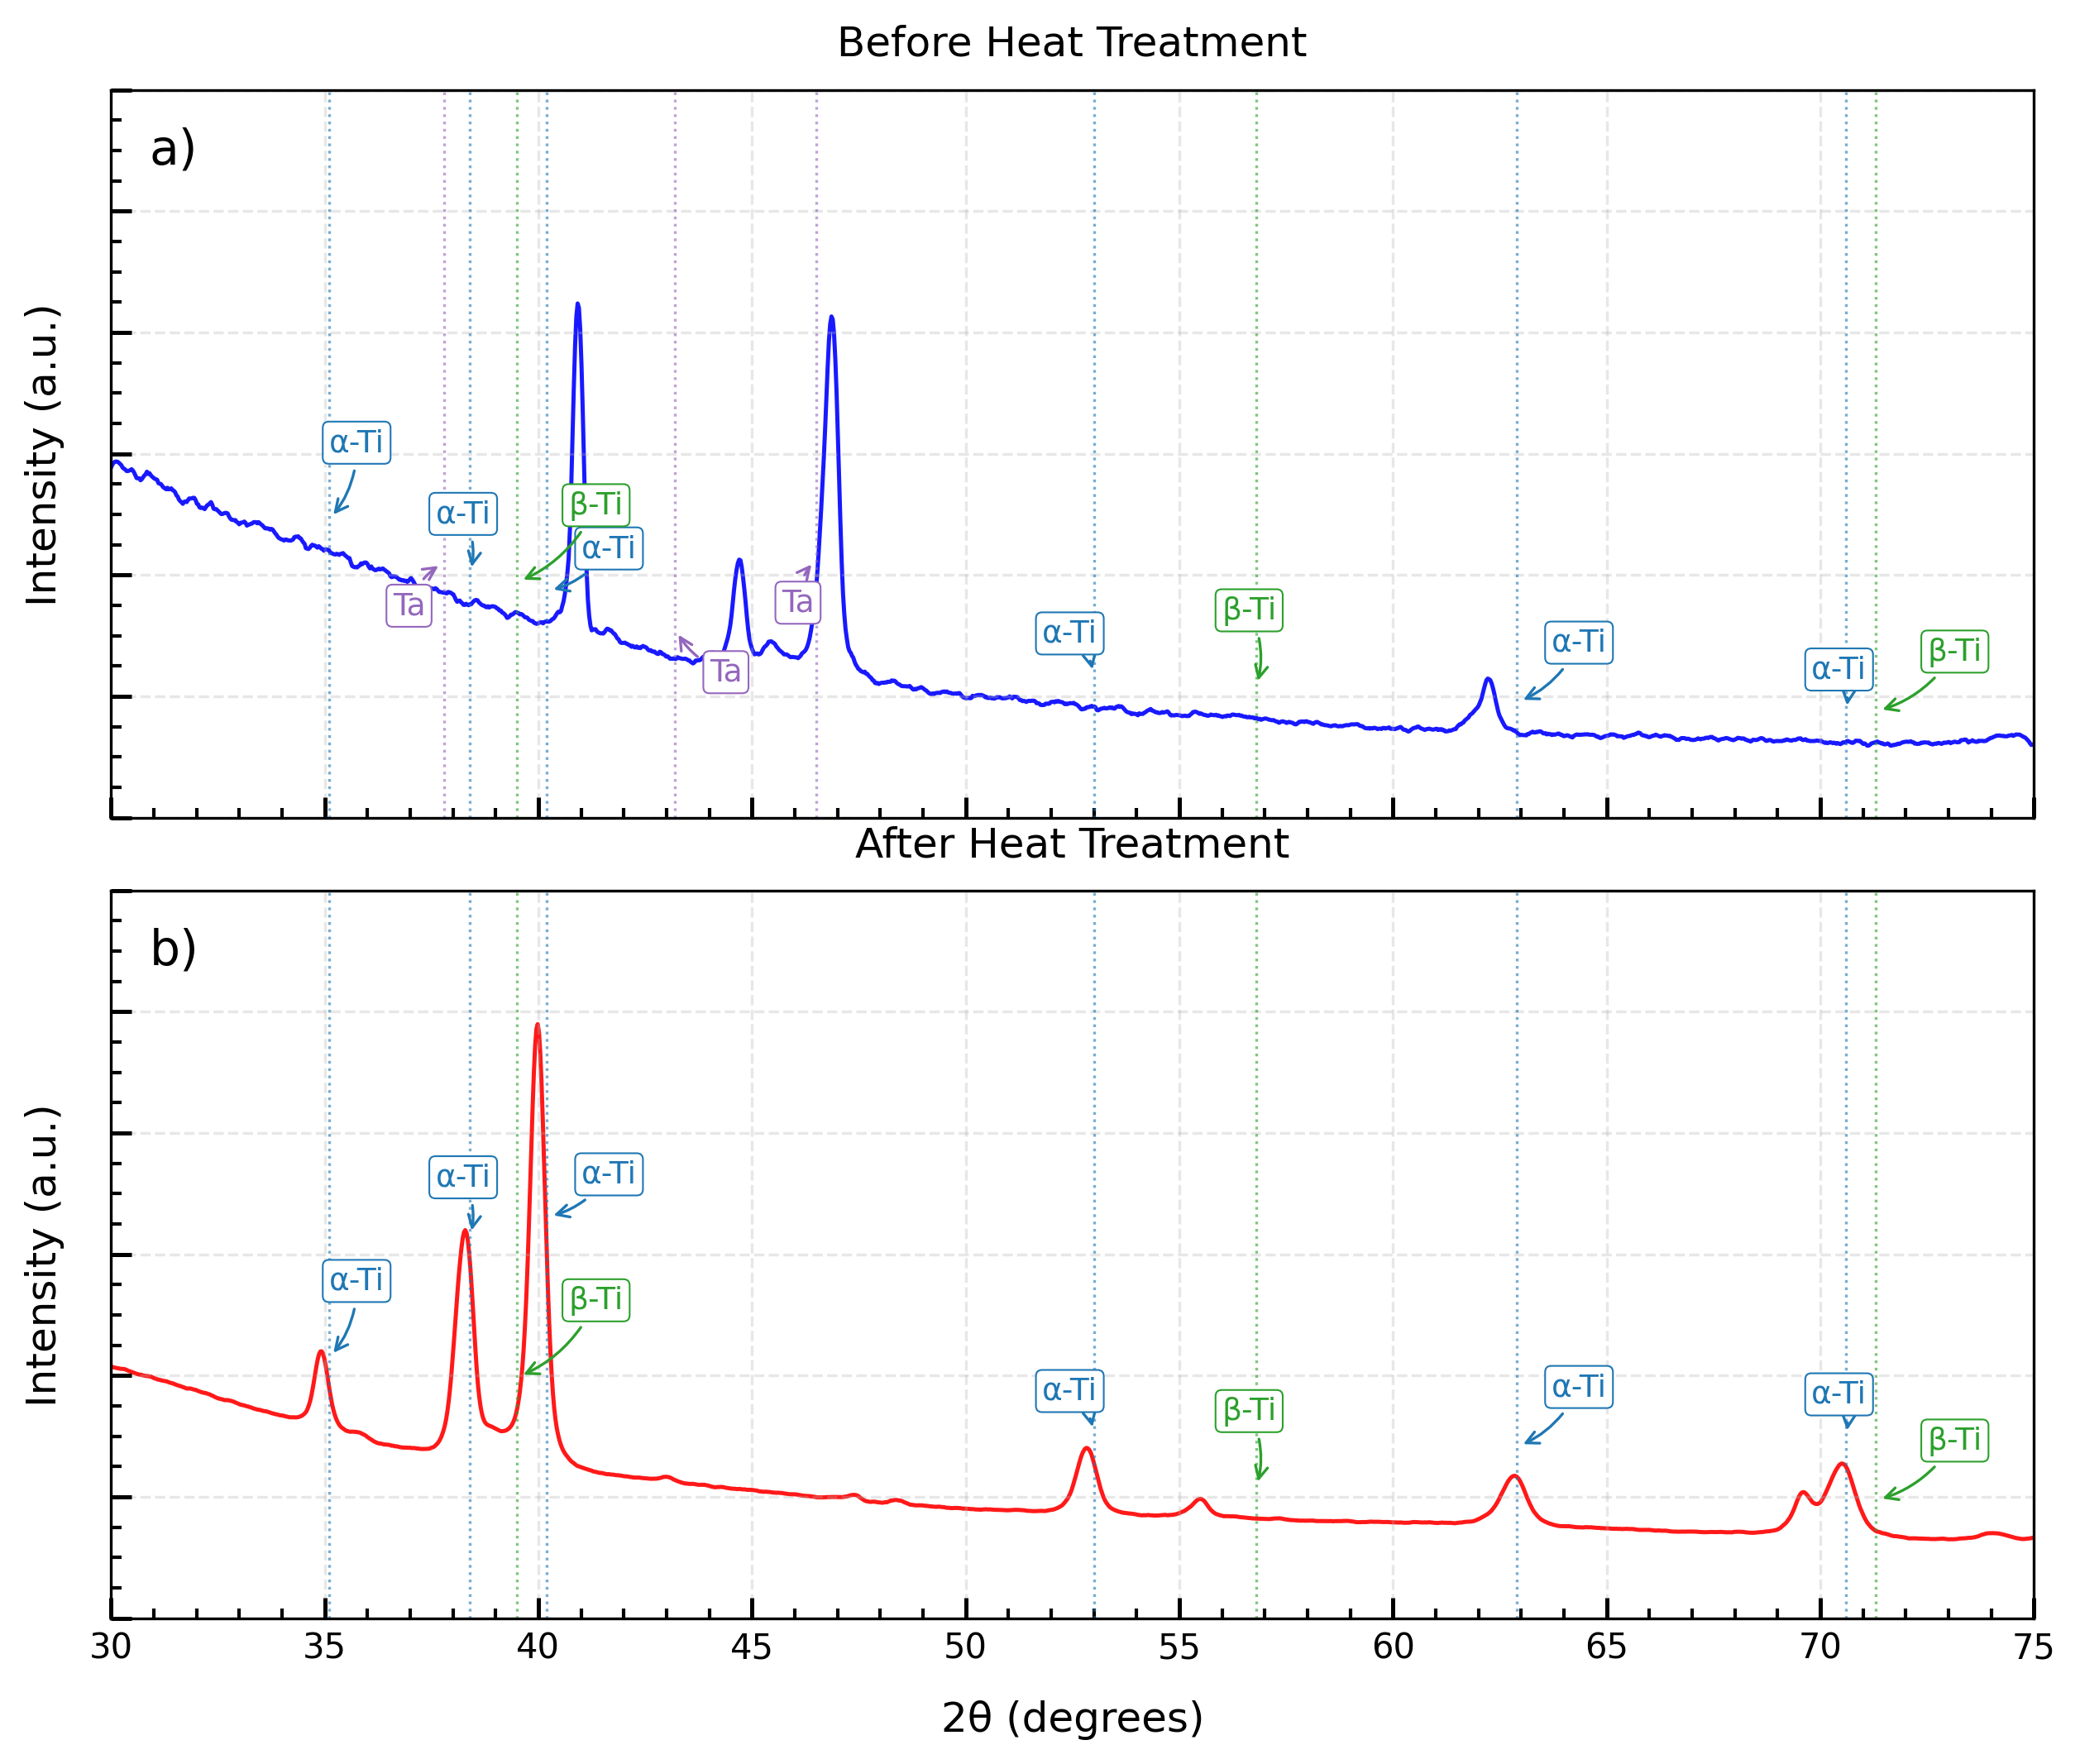 Before Heat Treatment
a)
Intensity (a.u.)
α-Ti
α-Ti
β-Ti
α-Ti
Ta
Ta
Ta
α-Ti
β-Ti
α-Ti
α-Ti
β-Ti
After Heat Treatment
b)
Intensity (a.u.)
α-Ti
α-Ti
α-Ti
β-Ti
α-Ti
β-Ti
α-Ti
α-Ti
β-Ti
30 35 40 45 50 55 60 65 70 75
2θ (degrees)